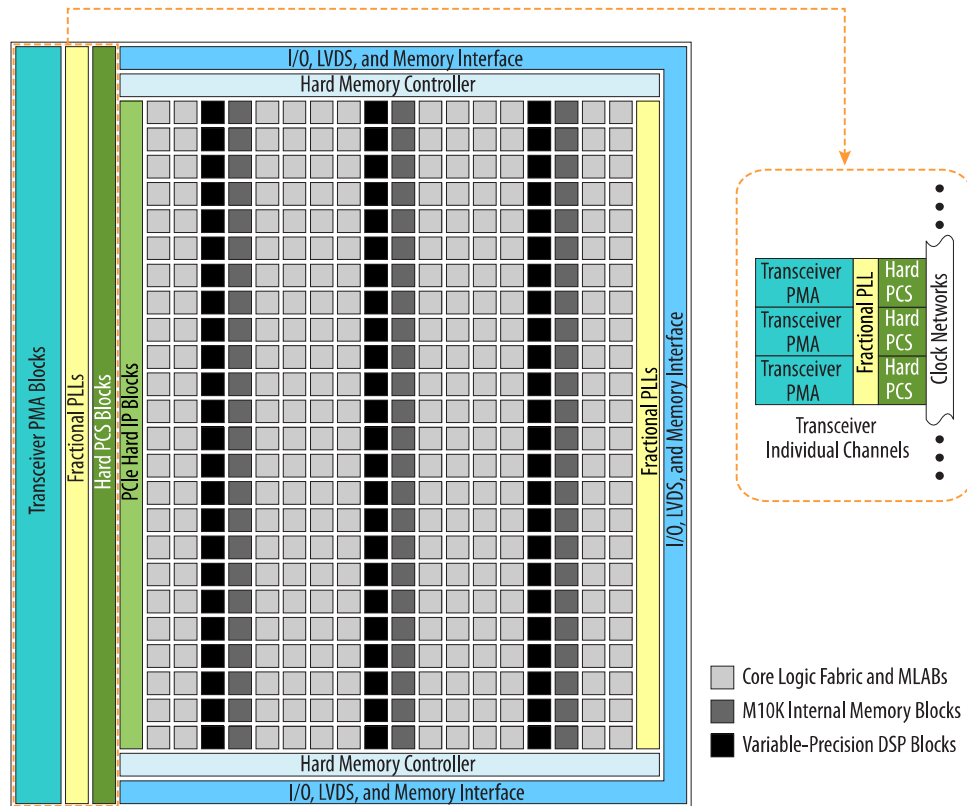 I/O, LVDS, and Memory Interface
Hard Memory Controller
Transceiver PMA Blocks
Fractional PLLs
Hard PCS Blocks
PCIe Hard IP Blocks
Fractional PLLs
I/O, LVDS, and Memory Interface
Hard Memory Controller
I/O, LVDS, and Memory Interface
Transceiver
PMA
Transceiver
PMA
Transceiver
PMA
Fractional PLL
Hard
PCS
Hard
PCS
Hard
PCS
Clock Networks
Transceiver
Individual Channels
Core Logic Fabric and MLABs
M10K Internal Memory Blocks
Variable-Precision DSP Blocks